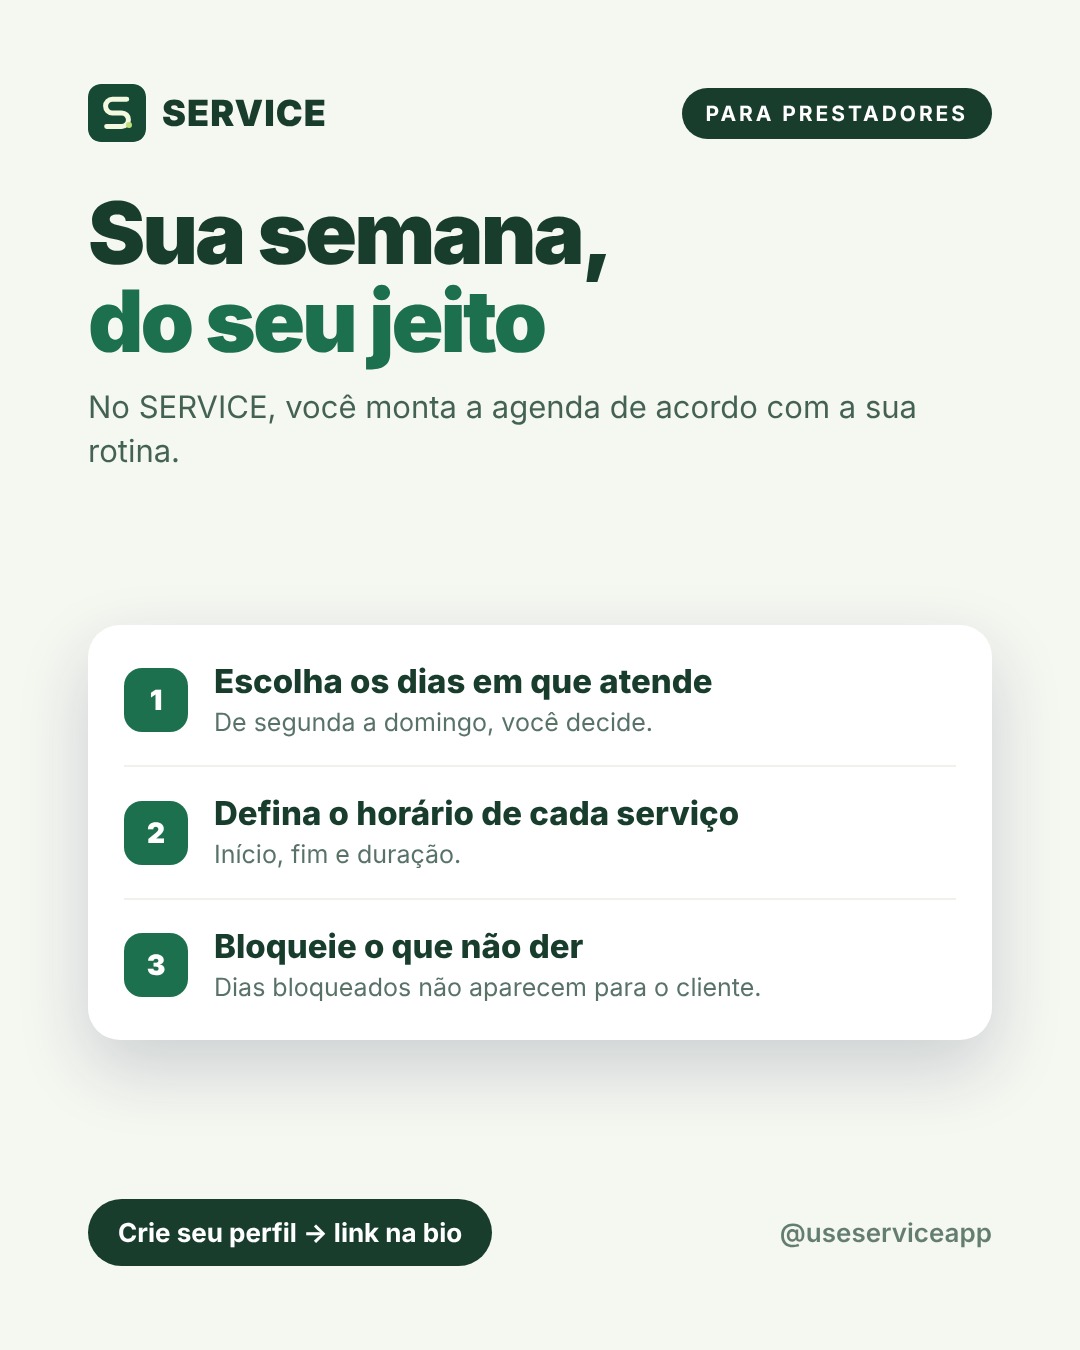 SERVICE
PARA PRESTADORES
Sua semana,
do seu jeito
No SERVICE, você monta a agenda de acordo com a sua
rotina.
1
Escolha os dias em que atende
De segunda a domingo, você decide.
2
Defina o horário de cada serviço
Início, fim e duração.
3
Bloqueie o que não der
Dias bloqueados não aparecem para o cliente.
Crie seu perfil → link na bio
@useserviceapp